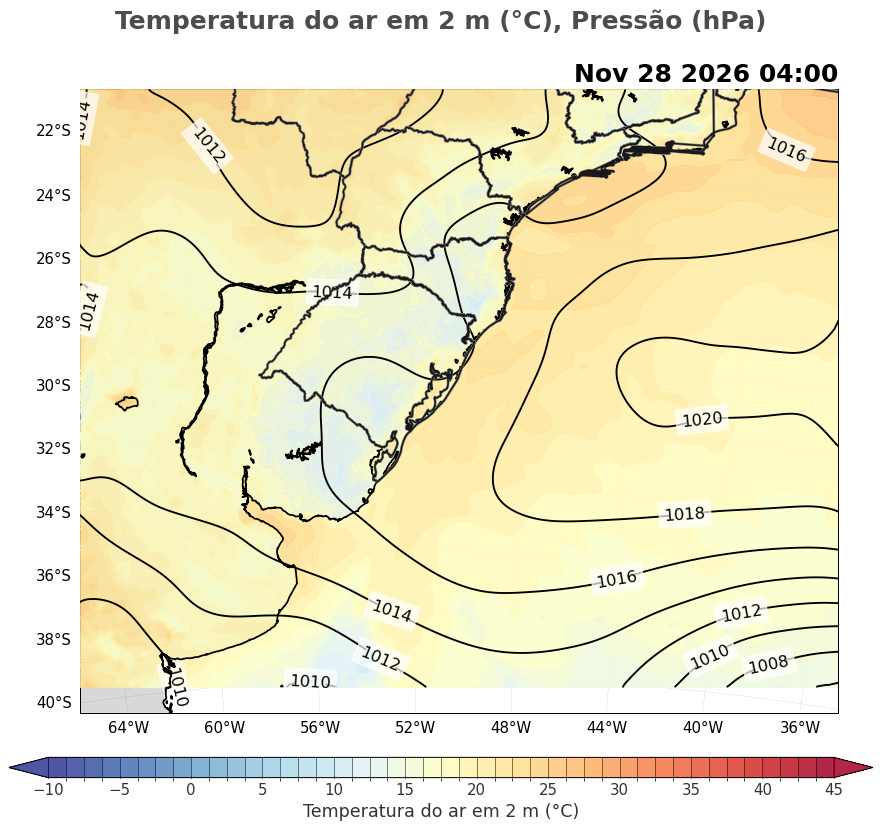 Temperatura do ar em 2 m (°C), Pressão (hPa)
Nov 28 2026 04:00
1014
1012
1016
22°S
24°S
26°S
28°S
30°S
32°S
34°S
36°S
38°S
40°S
1014
1014
1020
1018
1016
1014
1012
1012
1010
1008
1010
1010
64°W 60°W 56°W 52°W 48°W 44°W 40°W 36°W
−10 −5 0 5 10 15 20 25 30 35 40 45
Temperatura do ar em 2 m (°C)